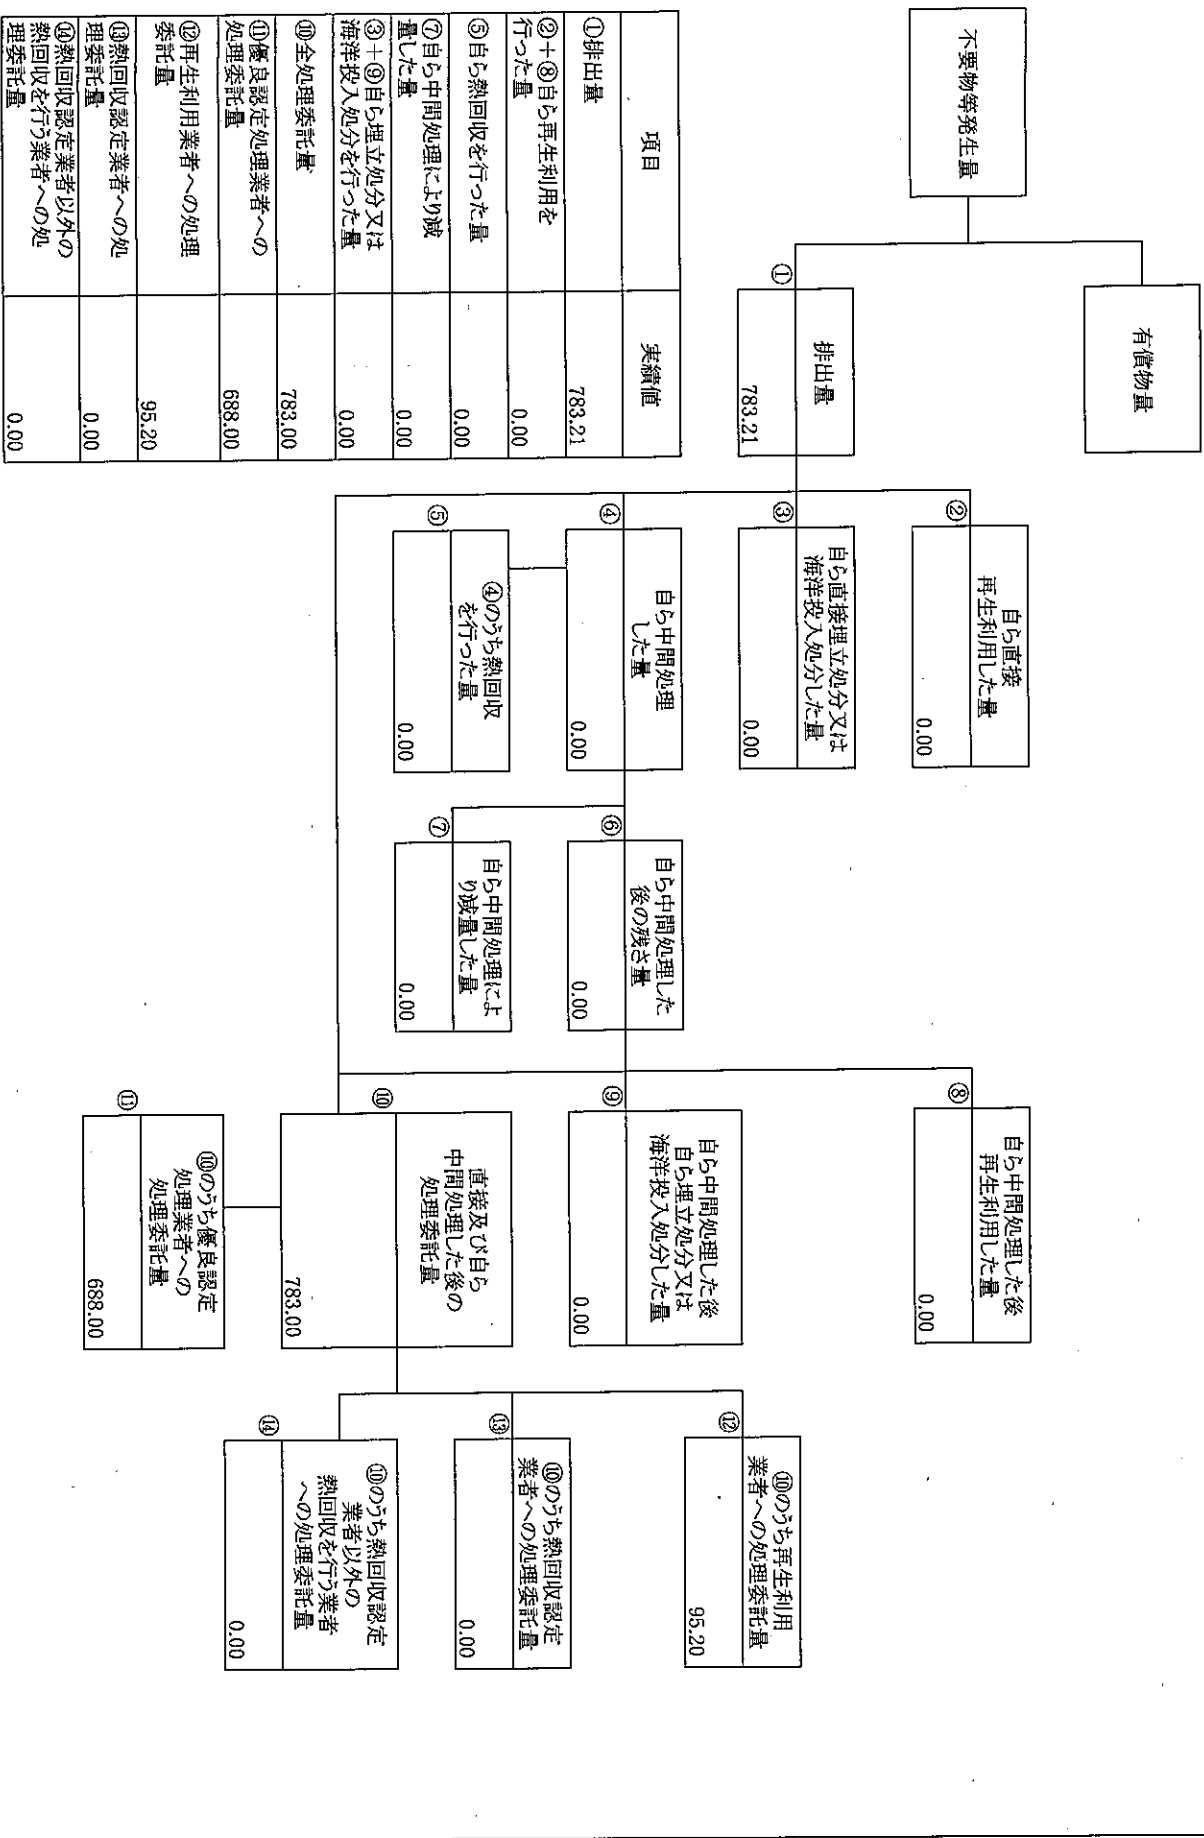 不要物等発生量
有償物量
①
排出量
783.21
②
自ら直接
再生利用した量
0.00
③
自ら直接埋立処分又は
海洋投入処分した量
0.00
④
自ら中間処理
した量
0.00
⑤
④のうち熱回収
を行った量
0.00
⑥
自ら中間処理した
後の残さ量
0.00
⑦
自ら中間処理によ
り減量した量
0.00
⑧
自ら中間処理した後
再生利用した量
0.00
⑨
自ら中間処理した後
自ら埋立処分又は
海洋投入処分した量
0.00
⑩
直接及び自ら
中間処理した後の
処理委託量
783.00
⑪
⑩のうち優良認定
処理業者への
処理委託量
688.00
⑫
⑩のうち再生利用
業者への処理委託量
95.20
⑬
⑩のうち熱回収認定
業者への処理委託量
0.00
⑭
⑩のうち熱回収認定
業者以外の
熱回収を行う業者
への処理委託量
0.00
項目 実績値
①排出量 783.21
②＋⑧自ら再生利用を
行った量 0.00
⑤自ら熱回収を行った量 0.00
⑦自ら中間処理により減
量した量 0.00
③＋⑨自ら埋立処分又は
海洋投入処分を行った量 0.00
⑩全処理委託量 783.00
⑪優良認定処理業者への
処理委託量 688.00
⑫再生利用業者への処理
委託量 95.20
⑬熱回収認定業者への処
理委託量 0.00
⑭熱回収認定業者以外の
熱回収を行う業者への処
理委託量 0.00